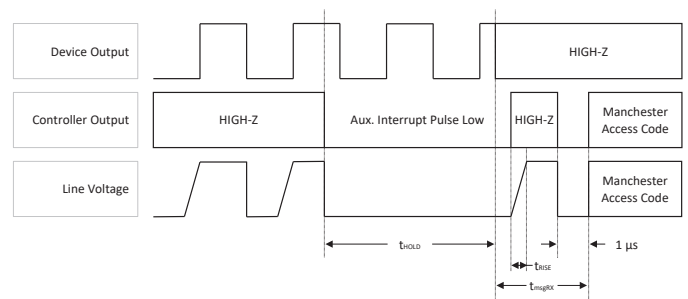 Device Output
HIGH-Z
Controller Output
HIGH-Z
Aux. Interrupt Pulse Low
HIGH-Z
Manchester
Access Code
Line Voltage
Manchester
Access Code
tHOLD
1 μs
tRISE
tmsgRX